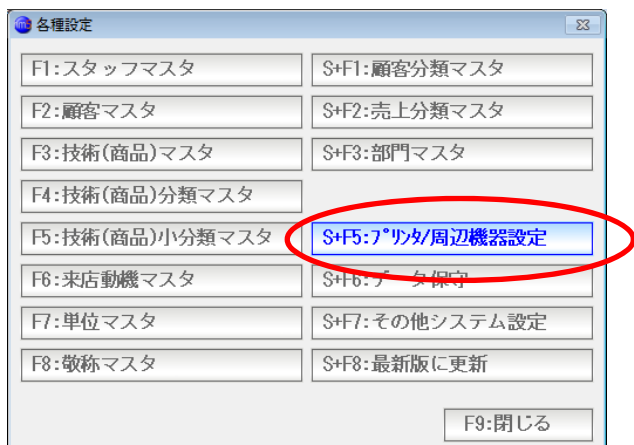 各種設定
F1:スタッフマスタ
S+F1:顧客分類マスタ
F2:顧客マスタ
S+F2:売上分類マスタ
F3:技術(商品)マスタ
S+F3:部門マスタ
F4:技術(商品)分類マスタ
F5:技術(商品)小分類マスタ
S+F5:プリンタ/周辺機器設定
F6:来店動機マスタ
S+F6:データ保守
F7:単位マスタ
S+F7:その他システム設定
F8:敬称マスタ
S+F8:最新版に更新
F9:閉じる